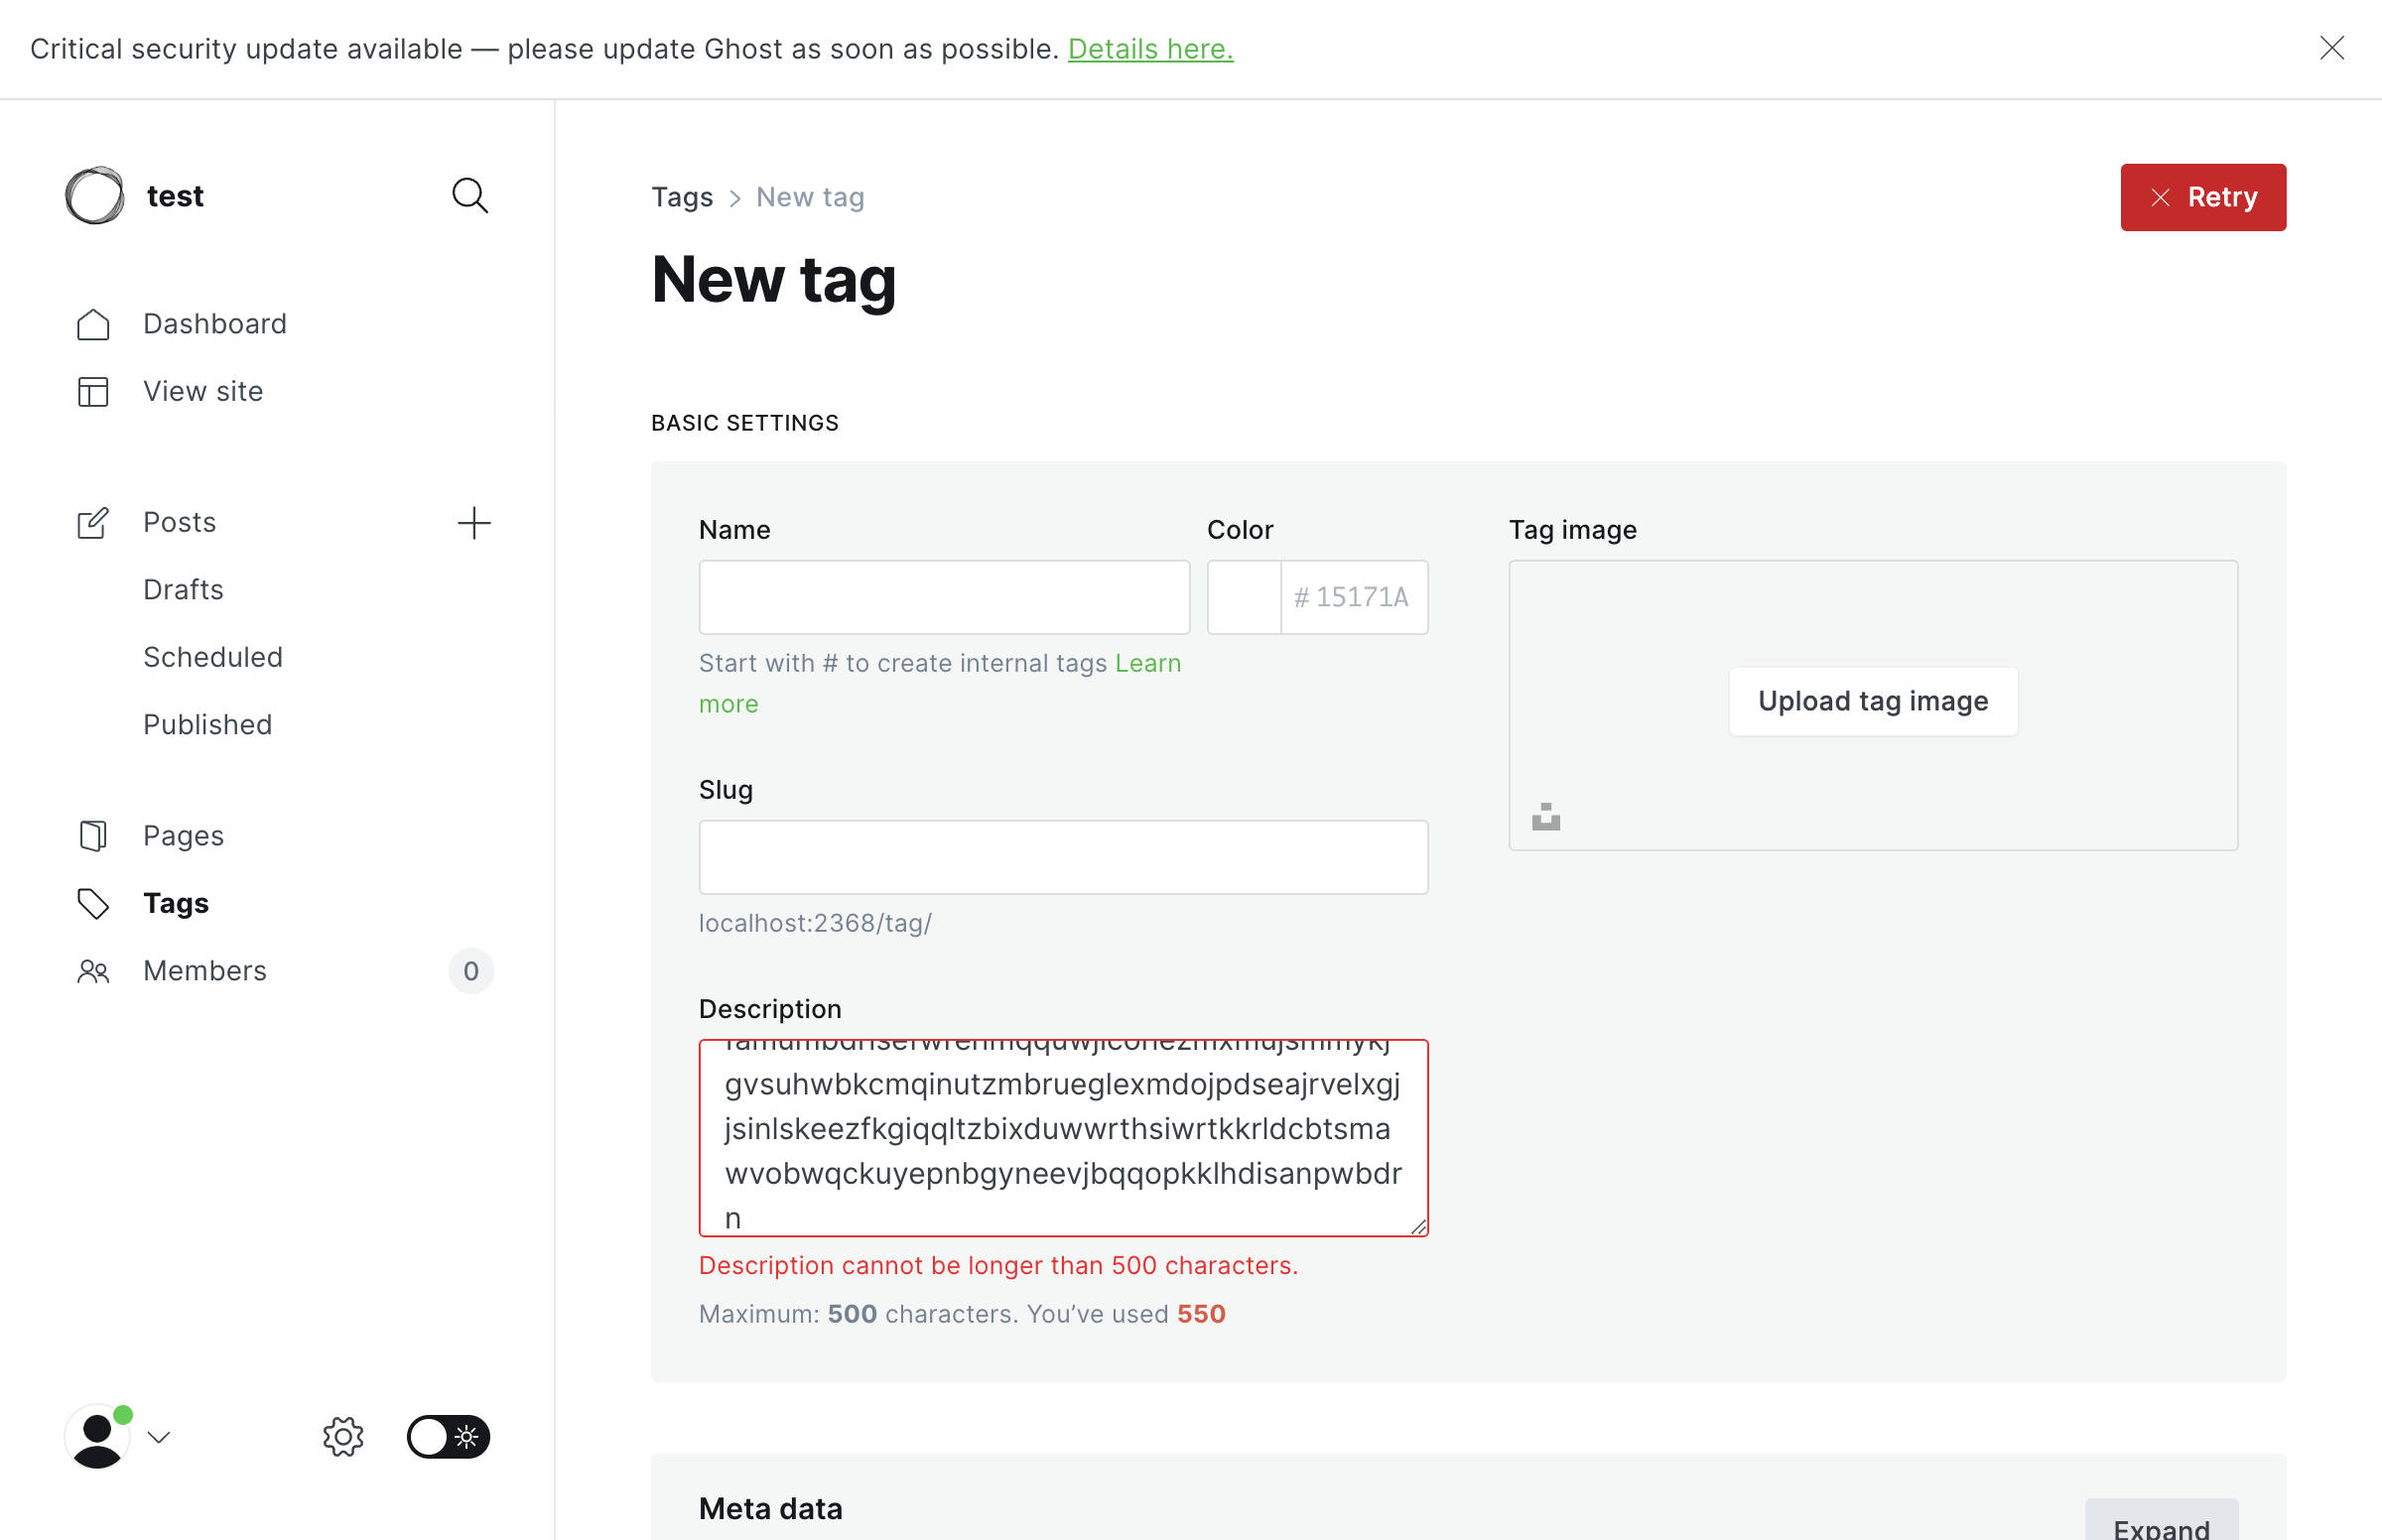 Critical security update available — please update Ghost as soon as possible. Details here.
test
Dashboard
View site
Posts
Drafts
Scheduled
Published
Pages
Tags
Members
0
Tags > New tag
Retry
New tag
BASIC SETTINGS
Name
Color
# 15171A
Start with # to create internal tags Learn
more
Slug
localhost:2368/tag/
Description
gvsuhwbkcmqinutzmbrueglexmdojpdseajrvelxgj
jsinlskeezfkgiqqltzbixduwwrthsiwrtkkrldcbtsma
wvobwqckuyepnbgyneevjbqqopkklhdisanpwbdr
n
Description cannot be longer than 500 characters.
Maximum: 500 characters. You’ve used 550
Tag image
Upload tag image
Meta data
Expand